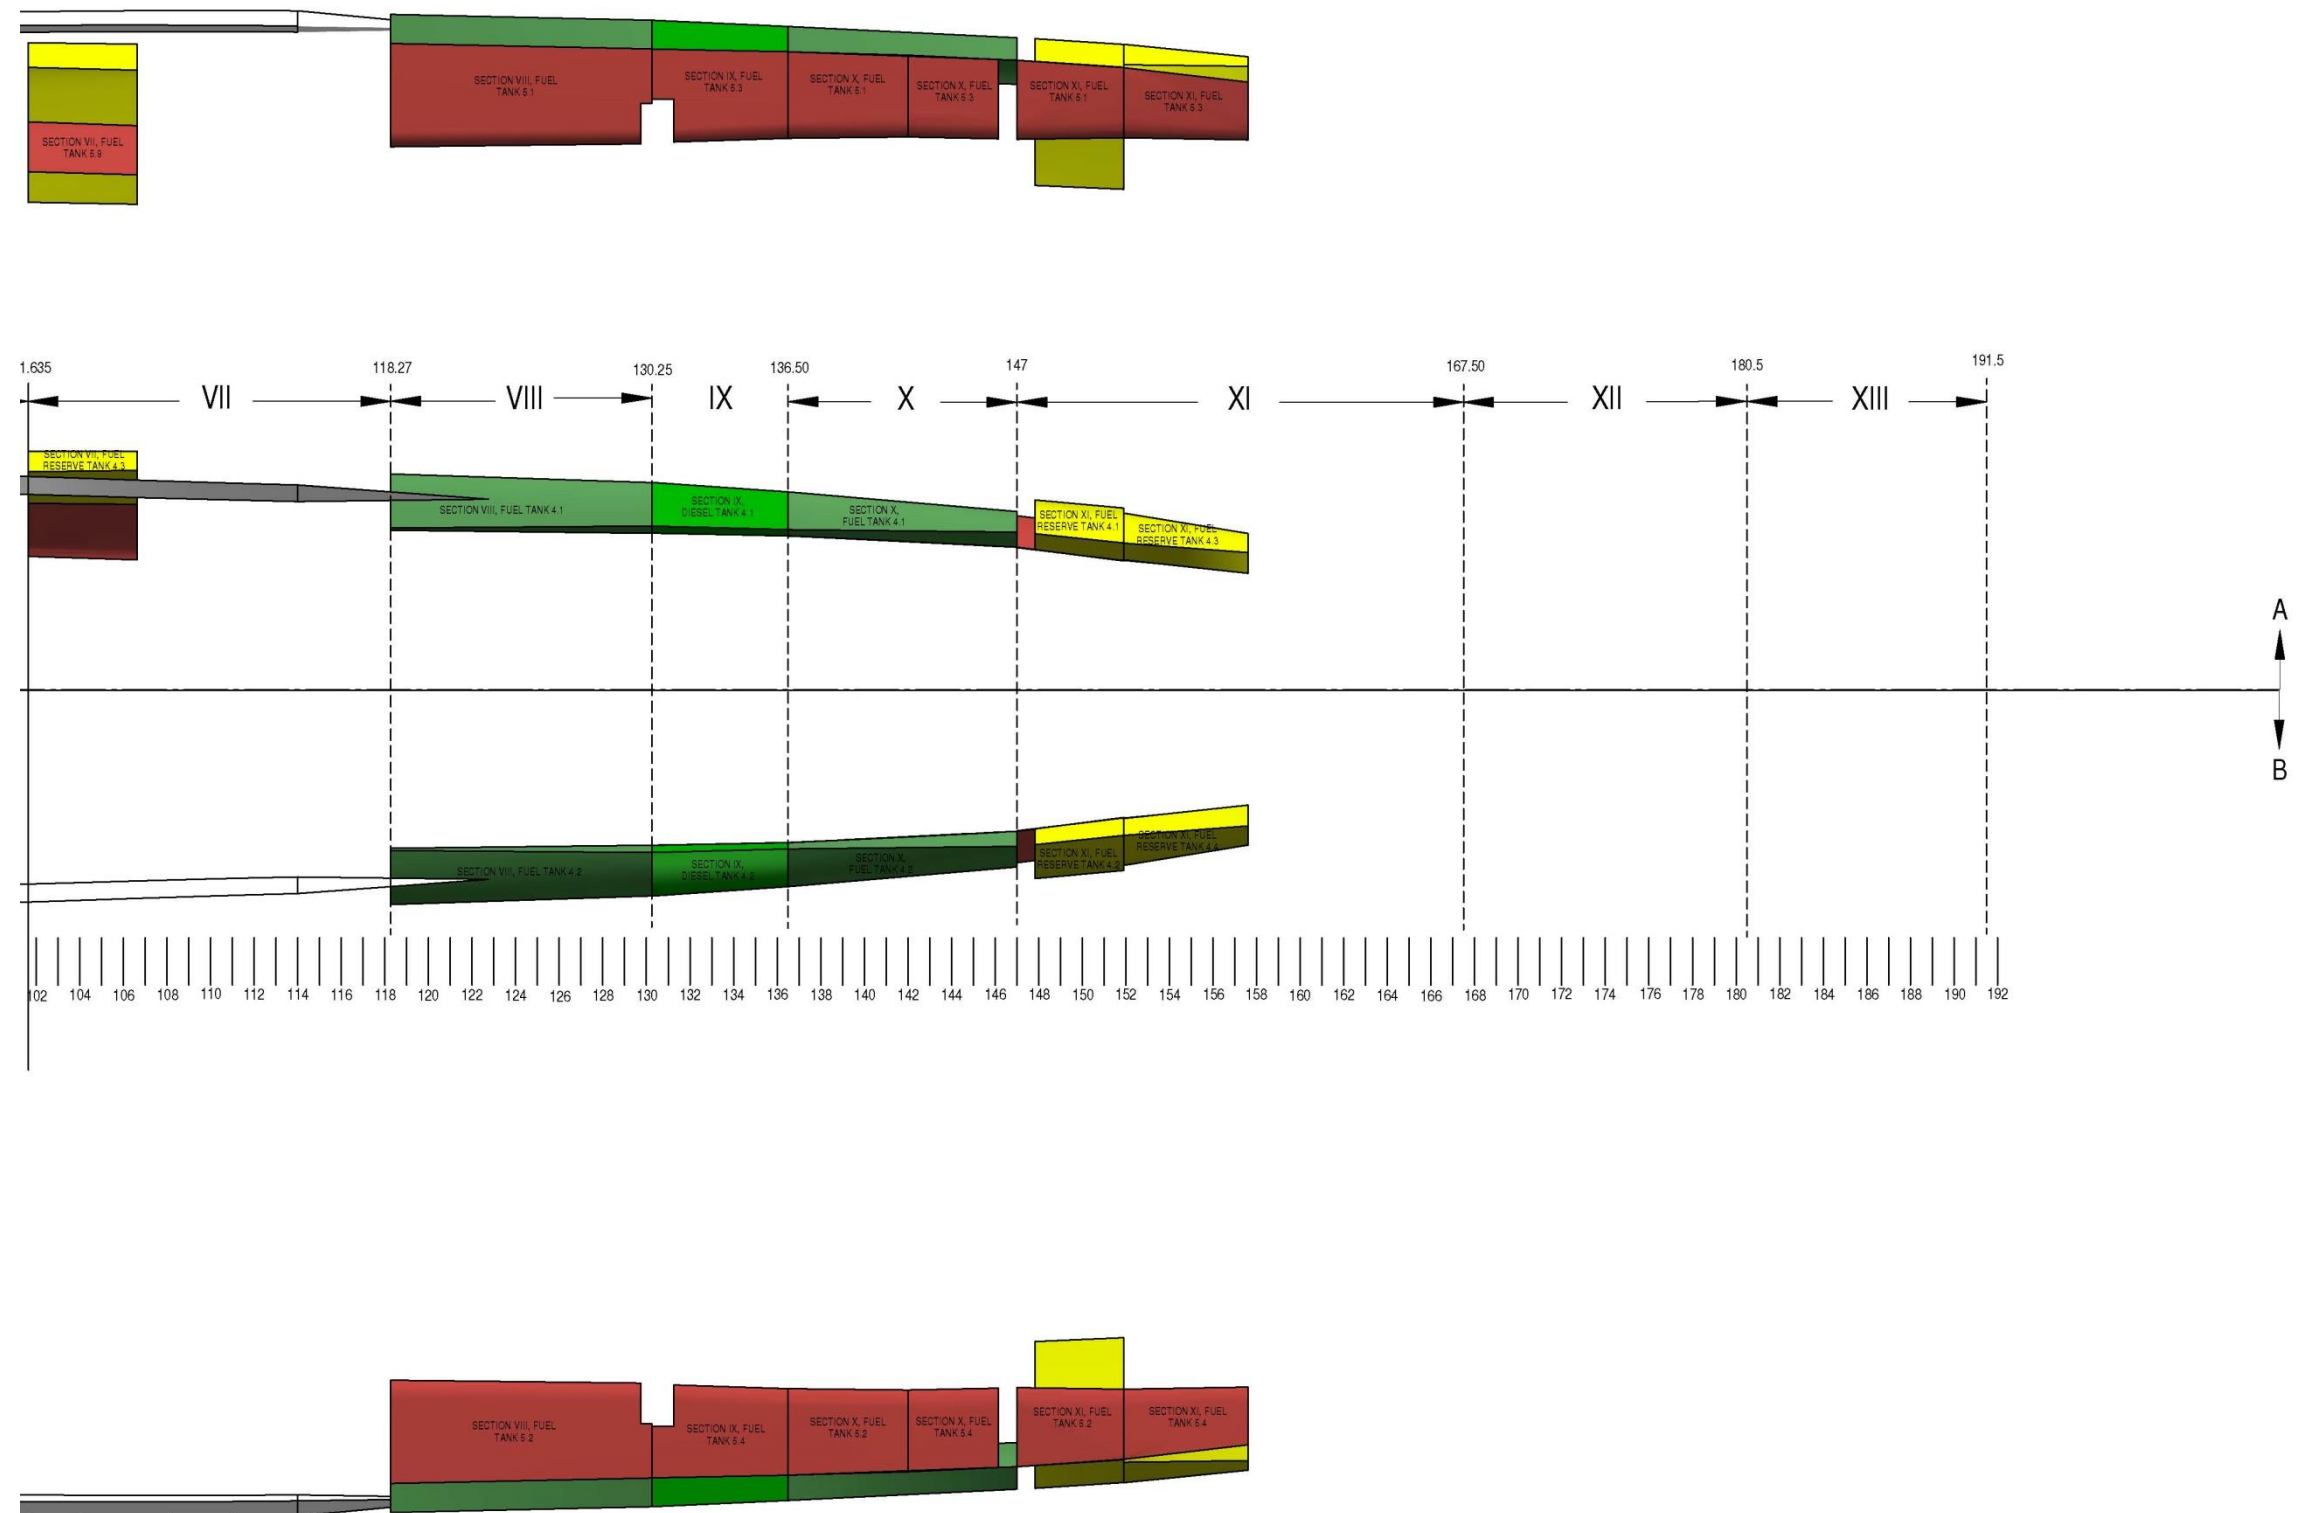 SECTION VIII, FUEL
TANK 5.1
SECTION IX, FUEL
TANK 5.3
SECTION X, FUEL
TANK 5.1
SECTION X, FUEL
TANK 5.3
SECTION XI, FUEL
TANK 5.1
SECTION XI, FUEL
TANK 5.3
SECTION VII, FUEL
TANK 5.9
1.635
118.27
130.25
136.50
147
167.50
180.5
191.5
VII
VIII
IX
X
XI
XII
XIII
SECTION VII, FUEL
RESERVE TANK 4.3
SECTION VIII, FUEL TANK 4.1
SECTION IX,
DIESEL TANK 4.1
SECTION X,
FUEL TANK 4.1
SECTION XI, FUEL
RESERVE TANK 4.1
SECTION XI, FUEL
RESERVE TANK 4.3
A
B
SECTION VIII, FUEL TANK 4.2
SECTION IX,
DIESEL TANK 4.2
SECTION X,
FUEL TANK 4.2
SECTION XI, FUEL
RESERVE TANK 4.2
SECTION XI, FUEL
RESERVE TANK 4.4
102 104 106 108 110 112 114 116 118 120 122 124 126 128 130 132 134 136 138 140 142 144 146 148 150 152 154 156 158 160 162 164 166 168 170 172 174 176 178 180 182 184 186 188 190 192
SECTION VIII, FUEL
TANK 5.2
SECTION IX, FUEL
TANK 5.4
SECTION X, FUEL
TANK 5.2
SECTION X, FUEL
TANK 5.4
SECTION XI, FUEL
TANK 5.2
SECTION XI, FUEL
TANK 5.4